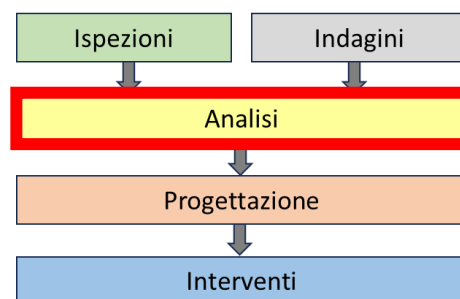 Ispezioni
Indagini
Analisi
Progettazione
Interventi